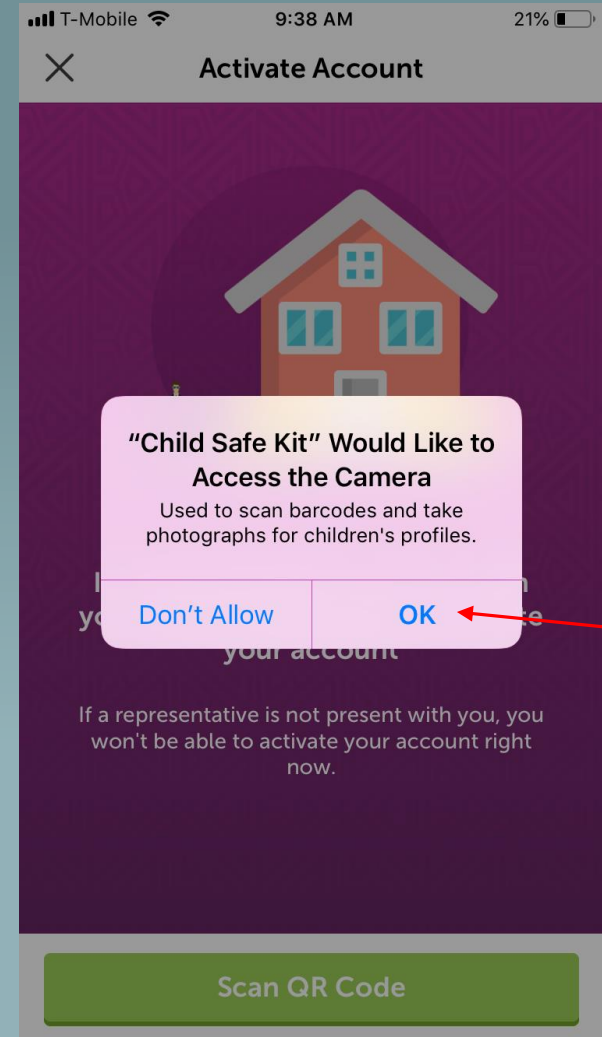 T-Mobile 9:38 AM 21%
Activate Account
“Child Safe Kit” Would Like to
Access the Camera
Used to scan barcodes and take
photographs for children's profiles.
Don’t Allow OK
your account
If a representative is not present with you, you
won't be able to activate your account right
now.
Scan QR Code